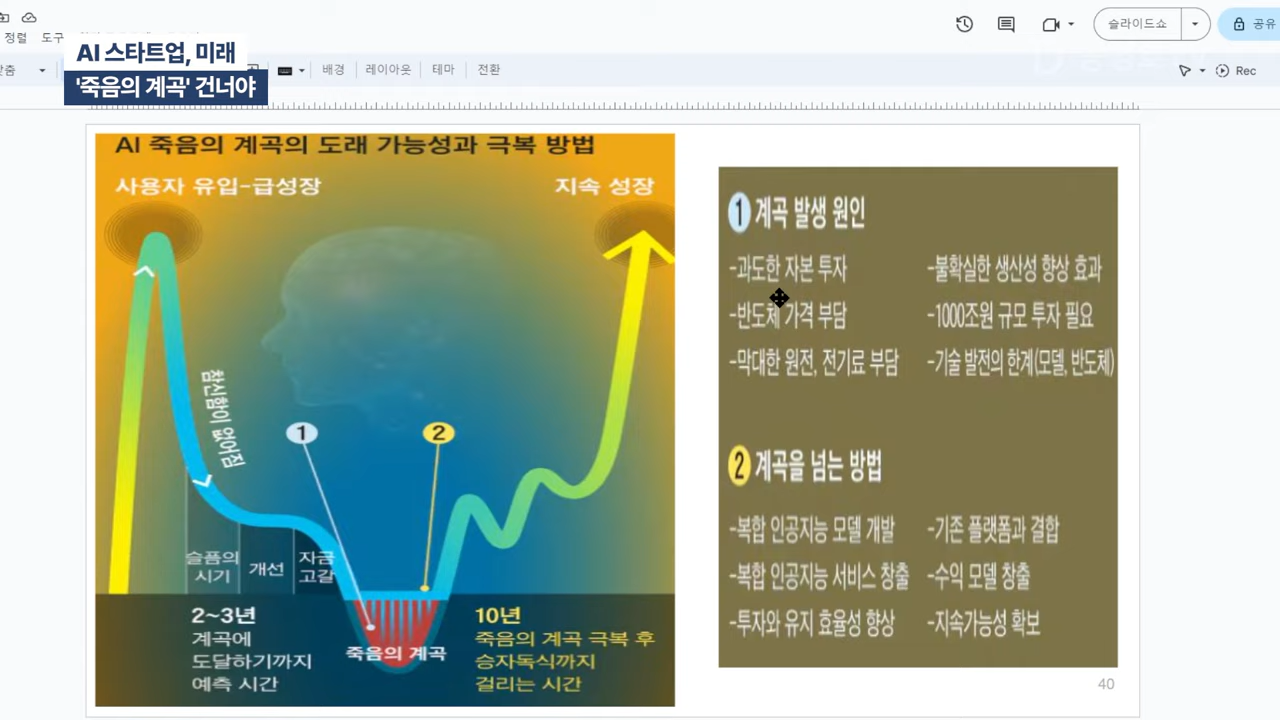 정렬
도구
슬라이드쇼
공유
AI 스타트업, 미래
'죽음의 계곡' 건너야
배경
레이아웃
테마
전환
Rec
AI 죽음의 계곡의 도래 가능성과 극복 방법
사용자 유입-급성장
지속 성장
참신함이 없어짐
1
2
슬픔의
시기
개선
자금
고갈
2~3년
계곡에
도달하기까지
예측 시간
죽음의 계곡
10년
죽음의 계곡 극복 후
승자독식까지
걸리는 시간
1 계곡 발생 원인
-과도한 자본 투자
-불확실한 생산성 향상 효과
-반도체 가격 부담
-1000조원 규모 투자 필요
-막대한 원전, 전기료 부담
-기술 발전의 한계(모델, 반도체)
2 계곡을 넘는 방법
-복합 인공지능 모델 개발
-기존 플랫폼과 결합
-복합 인공지능 서비스 창출
-수익 모델 창출
-투자와 유지 효율성 향상
-지속가능성 확보
40